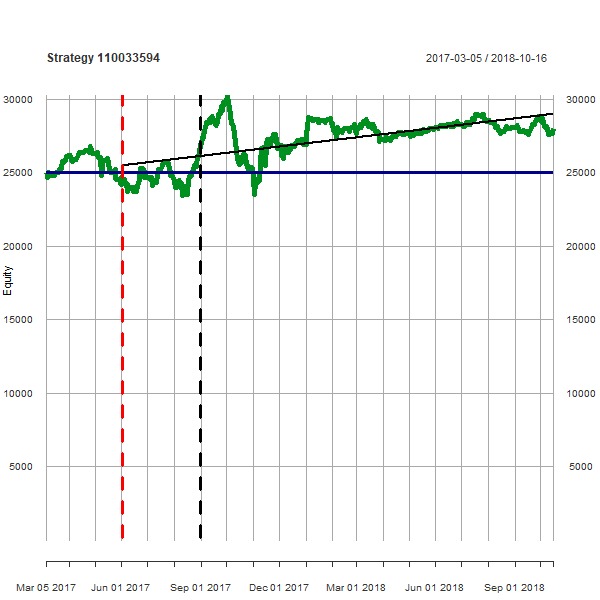 Strategy 110033594
2017-03-05 / 2018-10-16
30000
30000
25000
25000
20000
20000
Equity
15000
15000
10000
10000
5000
5000
Mar 05 2017
Jun 01 2017
Sep 01 2017
Dec 01 2017
Mar 01 2018
Jun 01 2018
Sep 01 2018